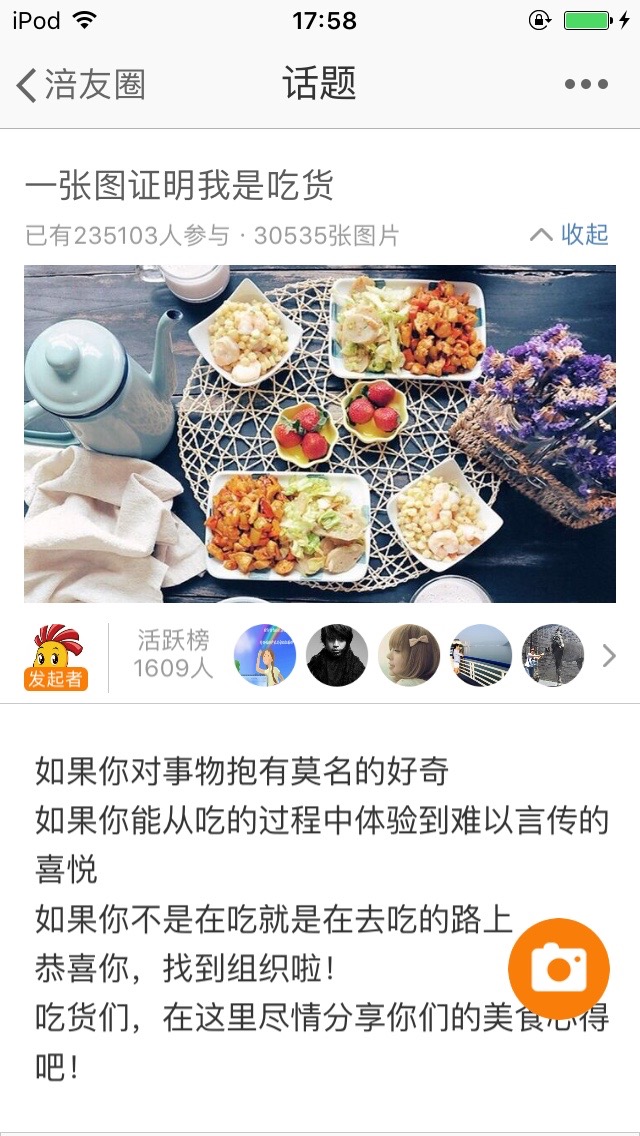 iPod 17:58
涪友圈 话题
一张图证明我是吃货
已有235103人参与 · 30535张图片 收起
发起者
活跃榜
1609人
如果你对事物抱有莫名的好奇
如果你能从吃的过程中体验到难以言传的
喜悦
如果你不是在吃就是在去吃的路上
恭喜你，找到组织啦！
吃货们，在这里尽情分享你们的美食心得
吧！